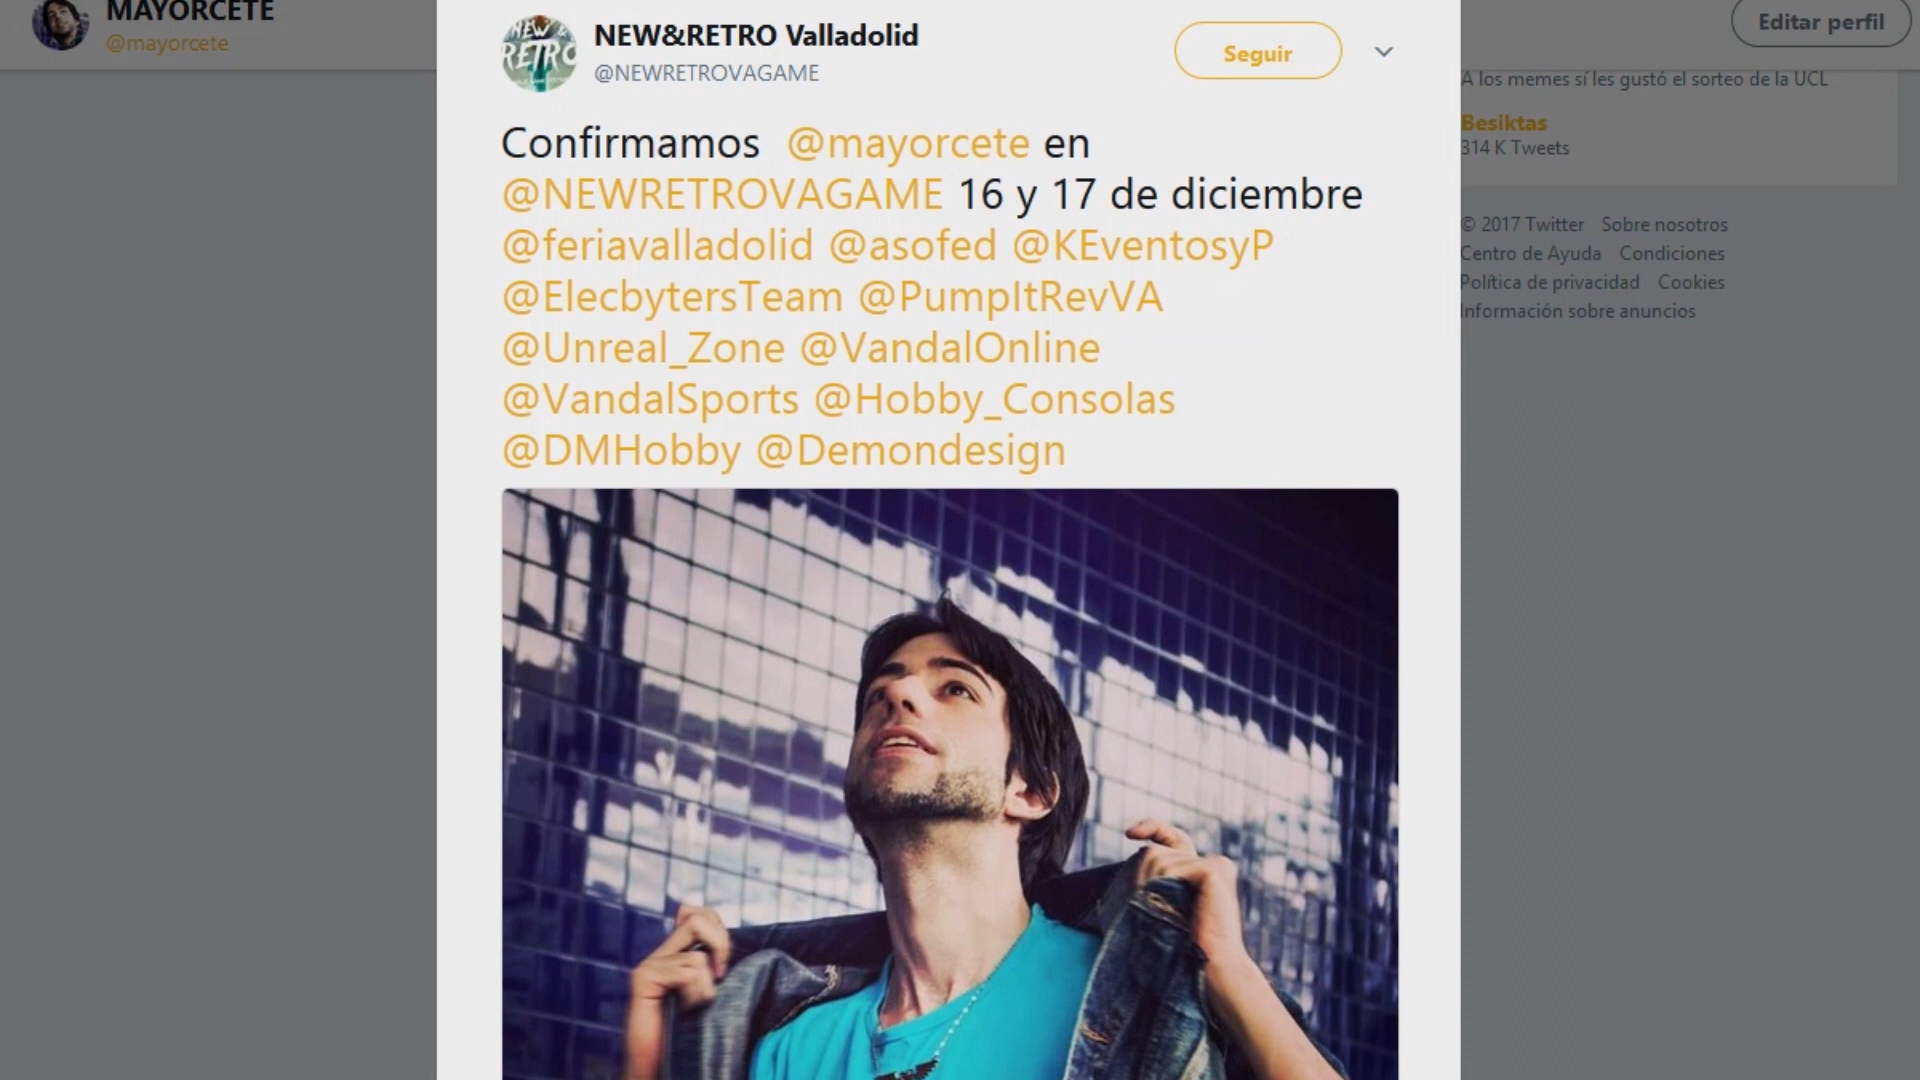 MAYORCETE
@mayorcete
NEW&RETRO Valladolid
@NEWRETROVAGAME
Seguir
Confirmamos @mayorcete en
@NEWRETROVAGAME 16 y 17 de diciembre
@feriavalladolid @asofed @KEventosyP
@ElecbytersTeam @PumpItRevVA
@Unreal_Zone @VandalOnline
@VandalSports @Hobby_Consolas
@DMHobby @Demondesign
NEW &
RETRO
Editar perfil
A los memes sí les gustó el sorteo de la UCL
Besiktas
314 K Tweets
© 2017 Twitter Sobre nosotros
Centro de Ayuda Condiciones
Política de privacidad Cookies
Información sobre anuncios